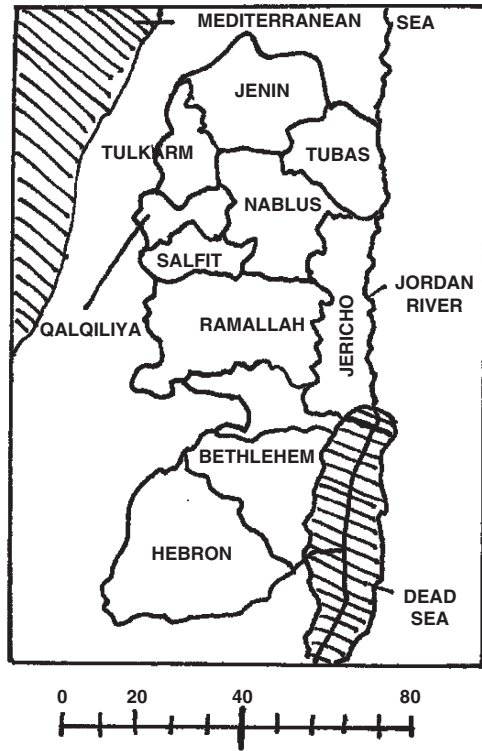 MEDITERRANEAN SEA
JENIN
TULKARM
TUBAS
NABLUS
SALFIT
JORDAN
RIVER
QALQILIYA
RAMALLAH
JERICHO
BETHLEHEM
HEBRON
DEAD
SEA
0 20 40 80